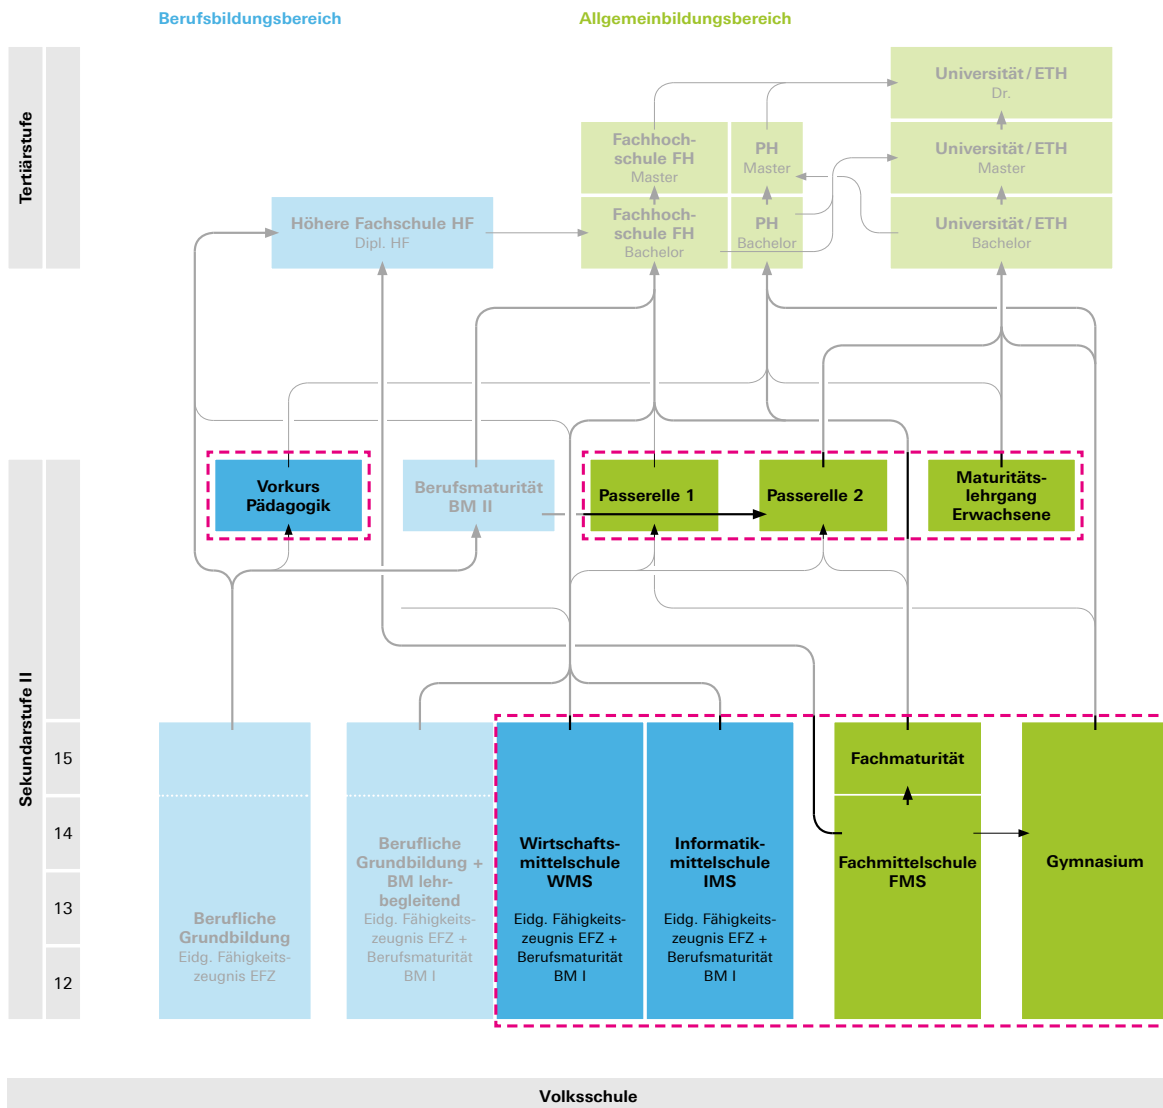 Berufsbildungsbereich
Allgemeinbildungsbereich
Tertiärstufe
Universität / ETH
Dr.
Fachhoch-
schule FH
Master
PH
Master
Universität / ETH
Master
Höhere Fachschule HF
Dipl. HF
Fachhoch-
schule FH
Bachelor
PH
Bachelor
Universität / ETH
Bachelor
Sekundarstufe II
Vorkurs
Pädagogik
Berufsmaturität
BM II
Passerelle 1
Passerelle 2
Maturitäts-
lehrgang
Erwachsene
15
14
13
12
Berufliche
Grundbildung
Eidg. Fähigkeits-
zeugnis EFZ
Berufliche
Grundbildung +
BM lehr-
begleitend
Eidg. Fähigkeits-
zeugnis EFZ +
Berufsmaturität
BM I
Wirtschafts-
mittelschule
WMS
Eidg. Fähigkeits-
zeugnis EFZ +
Berufsmaturität
BM I
Informatik-
mittelschule
IMS
Eidg. Fähigkeits-
zeugnis EFZ +
Berufsmaturität
BM I
Fachmaturität
Fachmittelschule
FMS
Gymnasium
Volksschule